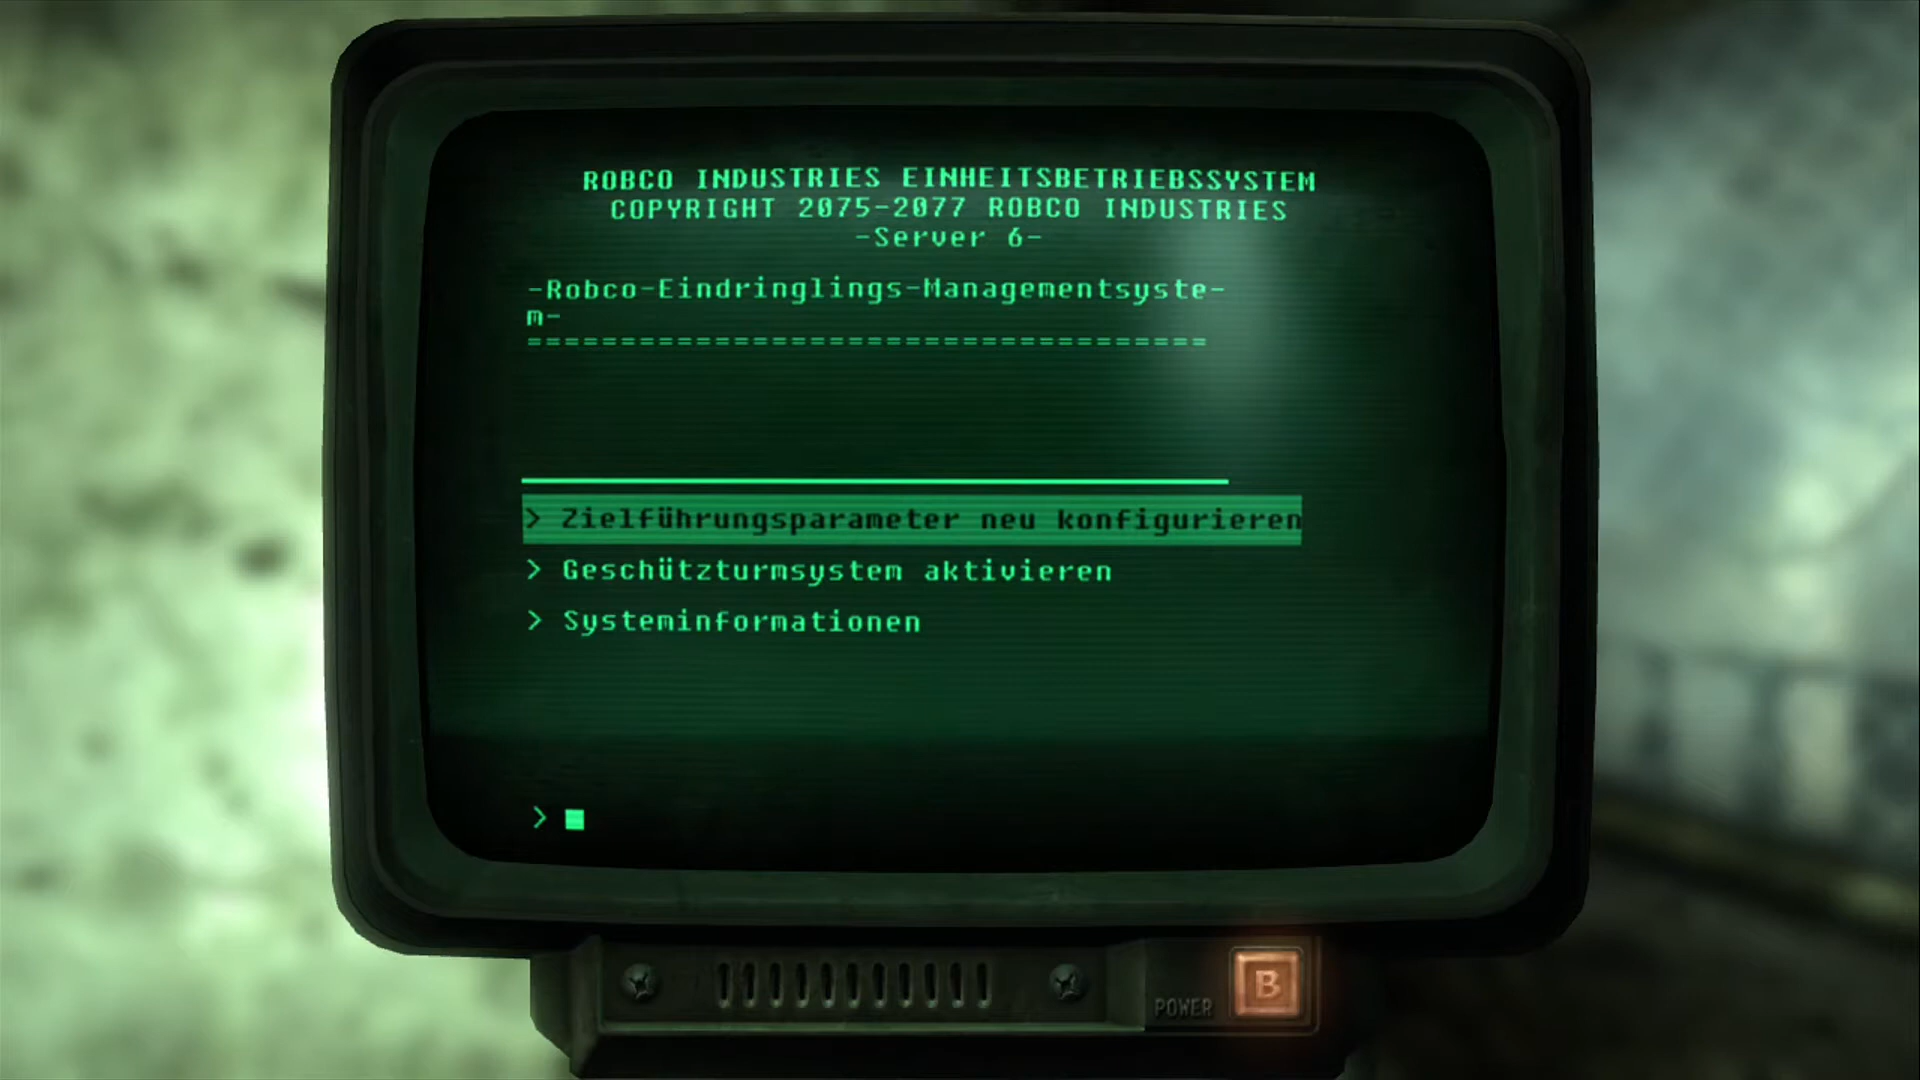 ROBCO INDUSTRIES EINHEITSBETRIEBSSYSTEM
COPYRIGHT 2075-2077 ROBCO INDUSTRIES
-Server 6-
-Robco-Eindringlings-Managementsyste-
m-
=====================================
> Zielführungsparameter neu konfigurieren
> Geschützturmsystem aktivieren
> Systeminformationen
>
POWER B